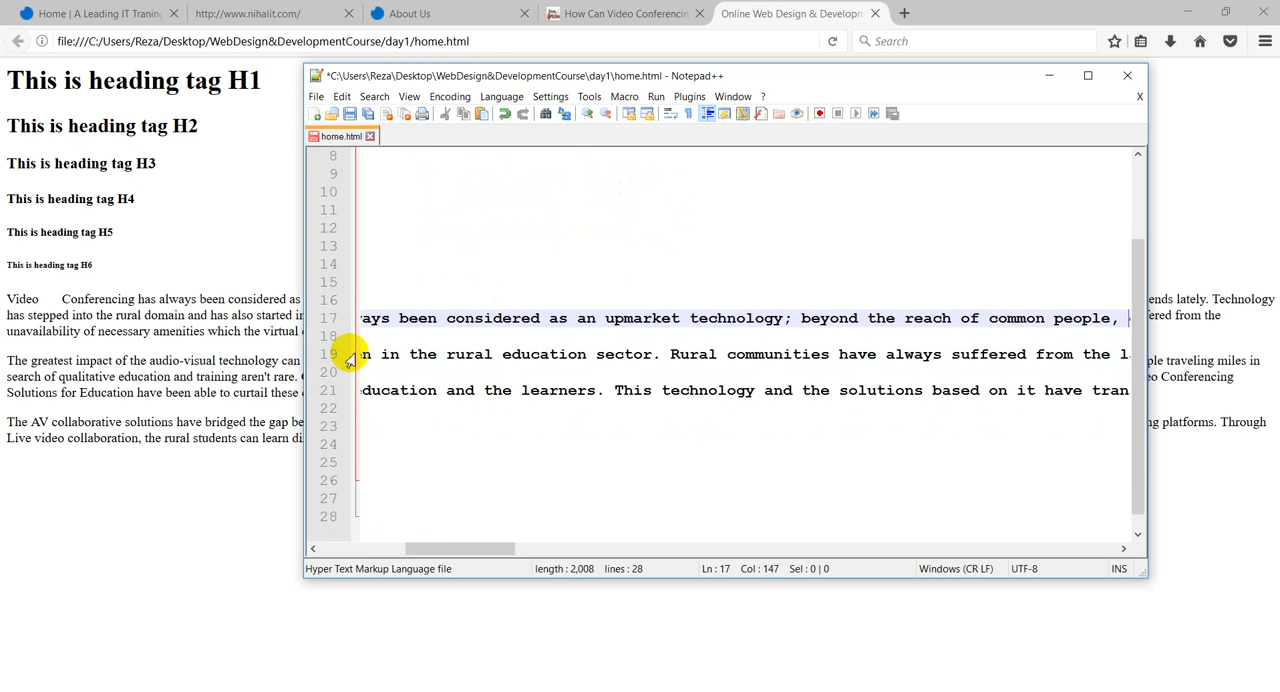 Home | A Leading IT Tranin
http://www.nihalit.com/
About Us
How Can Video Conferencin
Online Web Design & Developm
file:///C:/Users/Reza/Desktop/WebDesign&DevelopmentCourse/day1/home.html
Search
This is heading tag H1
This is heading tag H2
This is heading tag H3
This is heading tag H4
This is heading tag H5
This is heading tag H6
Video Conferencing has always been considered as
ends lately. Technology
has stepped into the rural domain and has also started in
fered from the
unavailability of necessary amenities which the virtual
The greatest impact of the audio-visual technology can
ple traveling miles in
search of qualitative education and training aren't rare.
eo Conferencing
Solutions for Education have been able to curtail these
The AV collaborative solutions have bridged the gap be
ng platforms. Through
Live video collaboration, the rural students can learn di
*C:\Users\Reza\Desktop\WebDesign&DevelopmentCourse\day1\home.html - Notepad++
File Edit Search View Encoding Language Settings Tools Macro Run Plugins Window ? X
home.html
8
9
10
11
12
13
14
15
16
17 ays been considered as an upmarket technology; beyond the reach of common people,
18
19 n in the rural education sector. Rural communities have always suffered from the l
20
21 education and the learners. This technology and the solutions based on it have tran
22
23
24
25
26
27
28
Hyper Text Markup Language file length : 2,008 lines : 28 Ln : 17 Col : 147 Sel : 0 | 0 Windows (CR LF) UTF-8 INS